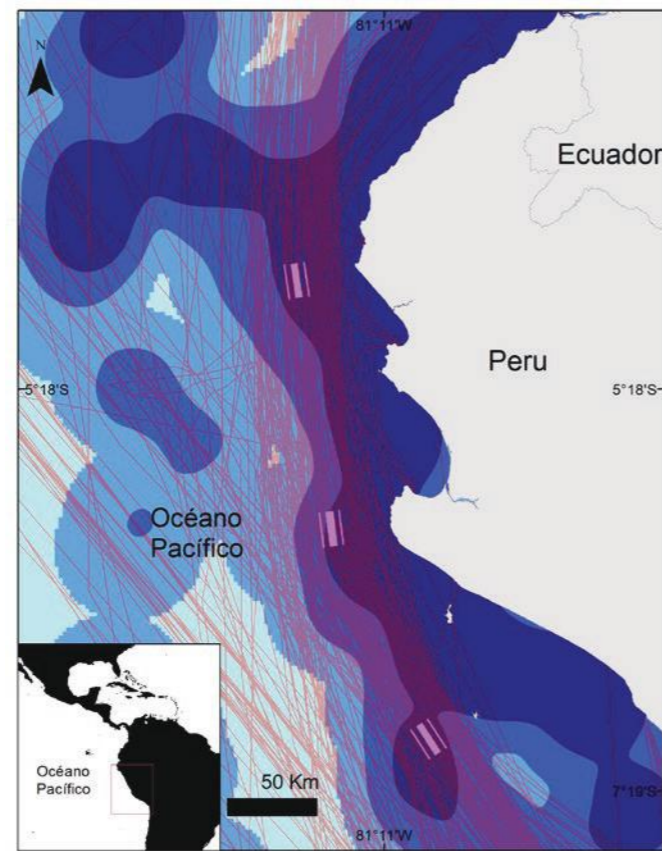 81°11'W
N
Ecuador
Peru
5°18'S
5°18'S
Océano
Pacífico
Océano
Pacífico
50 Km
7°19'S
81°11'W